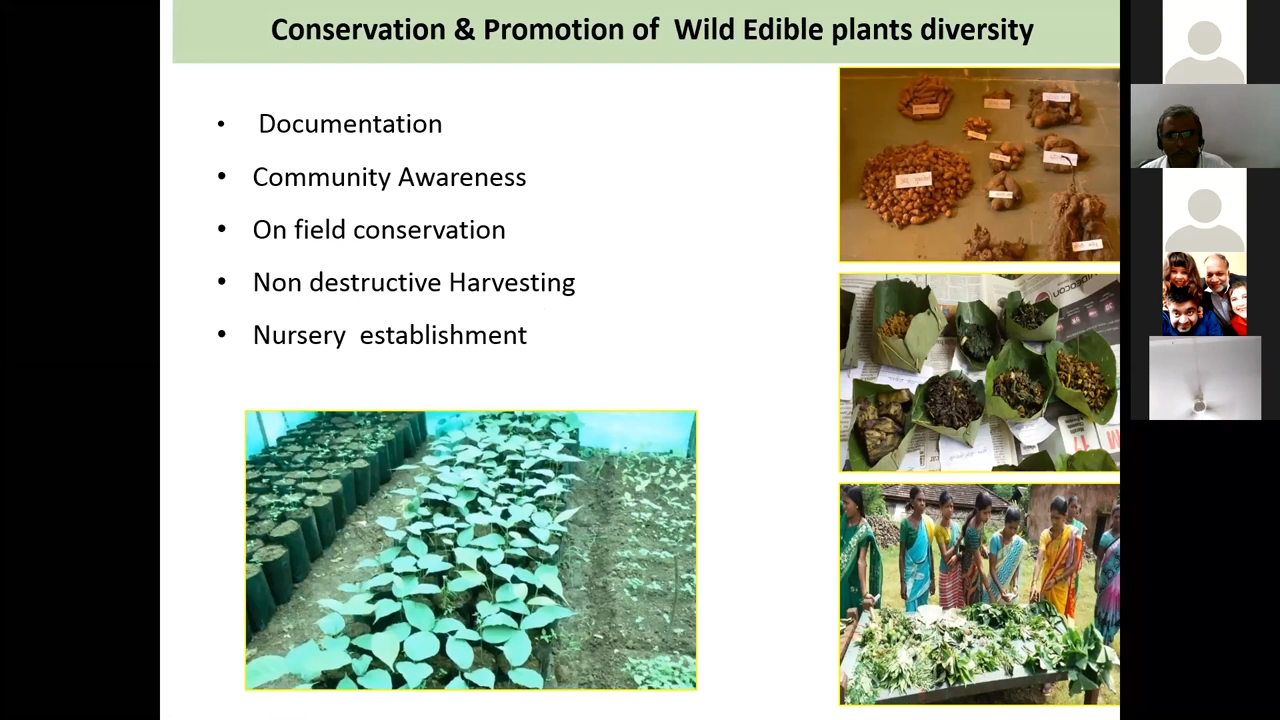 Conservation & Promotion of Wild Edible plants diversity
• Documentation
• Community Awareness
• On field conservation
• Non destructive Harvesting
• Nursery establishment